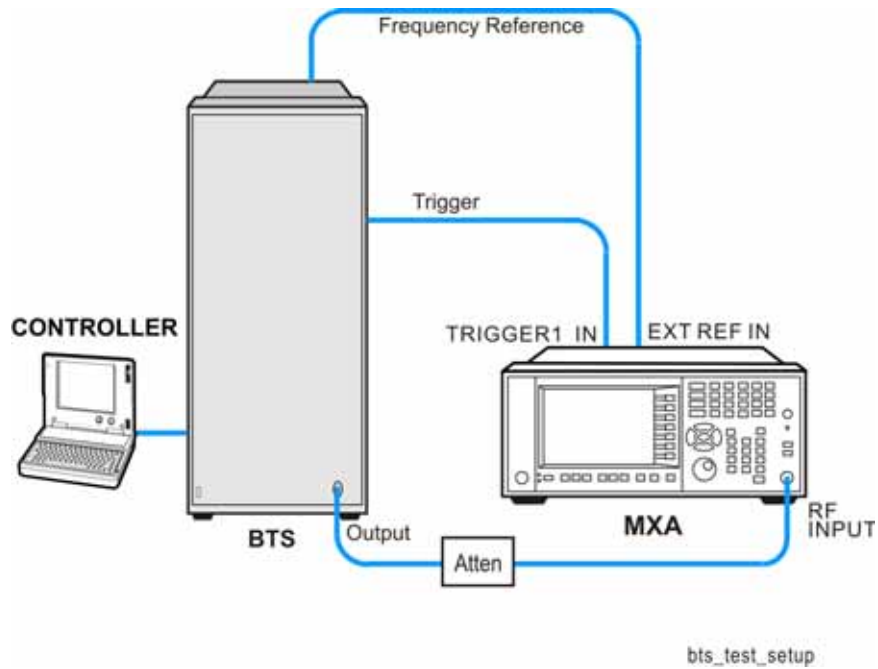 Frequency Reference
Trigger
CONTROLLER
TRIGGER1 IN
EXT REF IN
BTS
Output
Atten
MXA
RF
INPUT
bts_test_setup